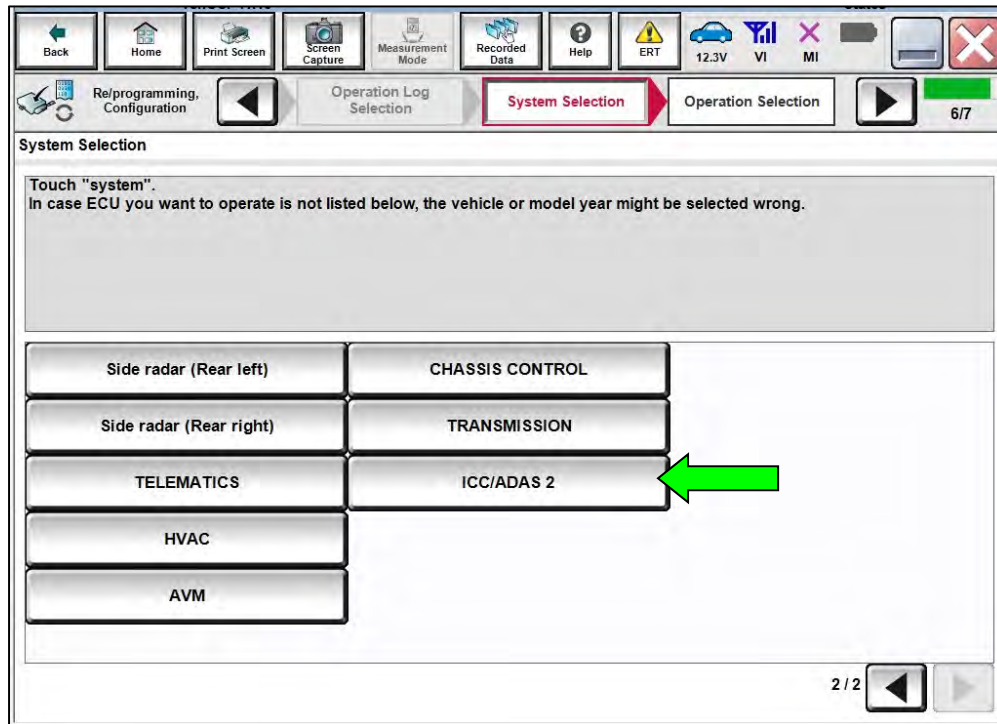 Back
Home
Print Screen
Screen
Capture
Measurement
Mode
Recorded
Data
Help
ERT
12.3V
VI
MI
Re/programming,
Configuration
Operation Log
Selection
System Selection
Operation Selection
6/7
System Selection
Touch "system".
In case ECU you want to operate is not listed below, the vehicle or model year might be selected wrong.
Side radar (Rear left)
CHASSIS CONTROL
Side radar (Rear right)
TRANSMISSION
TELEMATICS
ICC/ADAS 2
HVAC
AVM
2 / 2